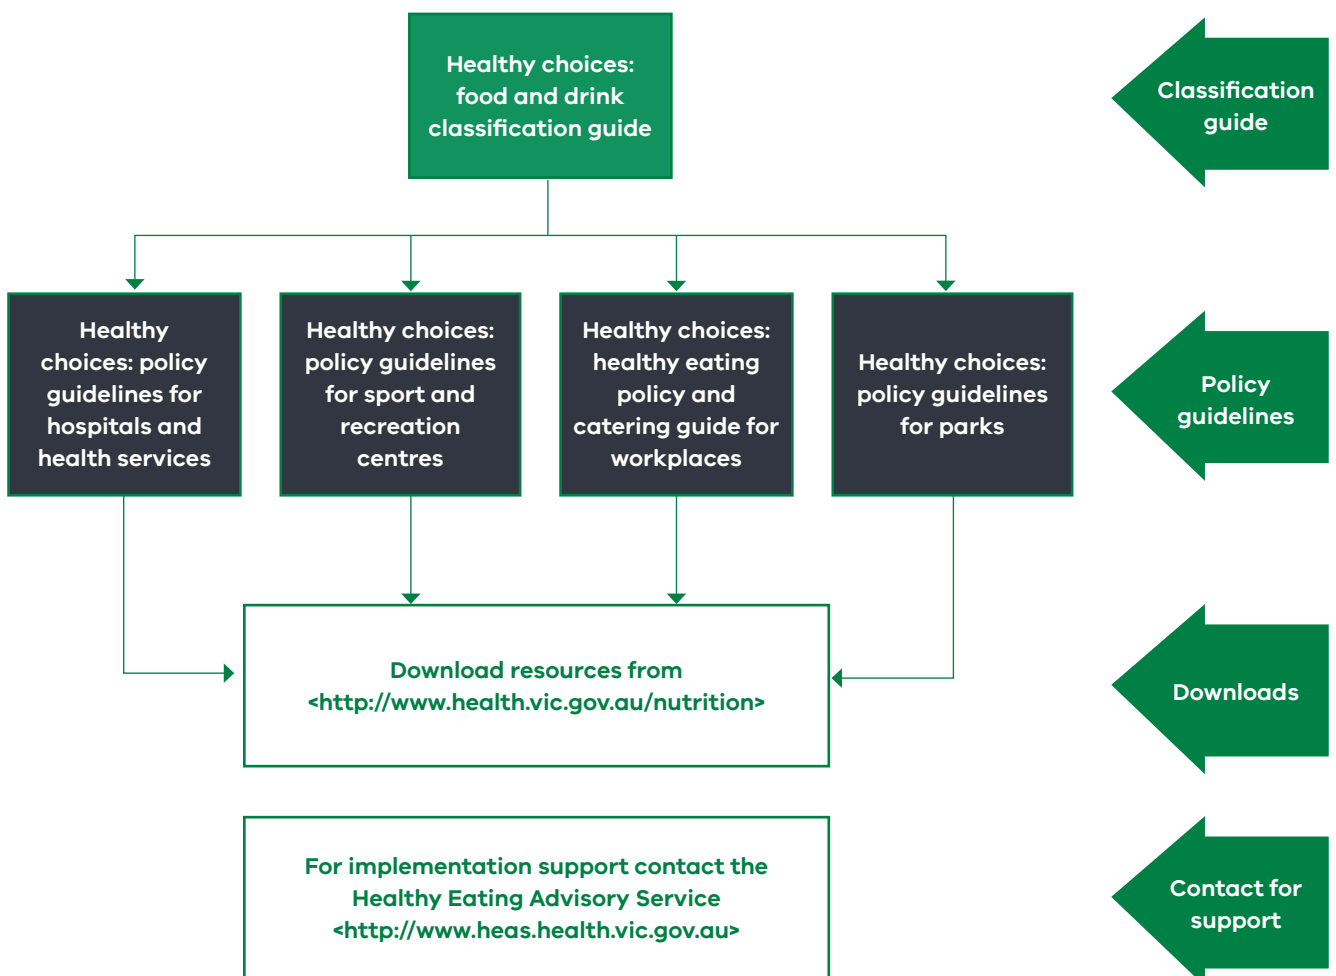 Healthy choices:
food and drink
classification guide
Classification
guide
Healthy
choices: policy
guidelines for
hospitals and
health services
Healthy choices:
policy guidelines
for sport and
recreation
centres
Healthy choices:
healthy eating
policy and
catering guide for
workplaces
Healthy choices:
policy guidelines
for parks
Policy
guidelines
Download resources from
<http://www.health.vic.gov.au/nutrition>
Downloads
For implementation support contact the
Healthy Eating Advisory Service
<http://www.heas.health.vic.gov.au>
Contact for
support